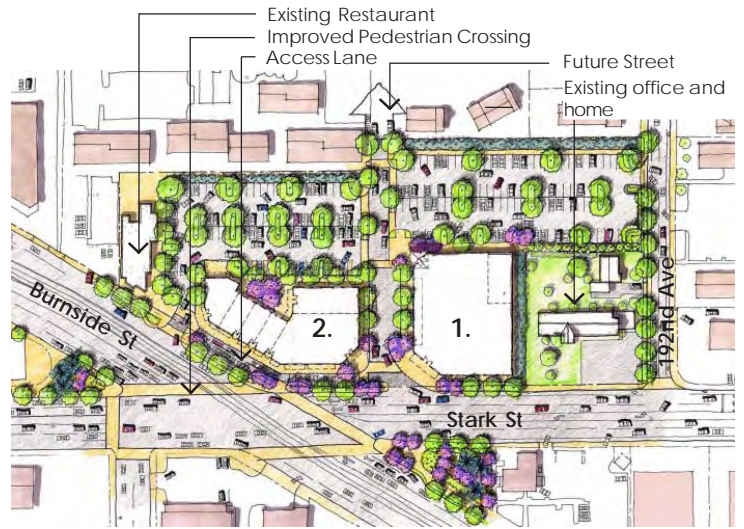 Existing Restaurant
Improved Pedestrian Crossing
Access Lane
Future Street
Existing office and
home
Burnside St
2.
1.
192nd Ave
Stark St